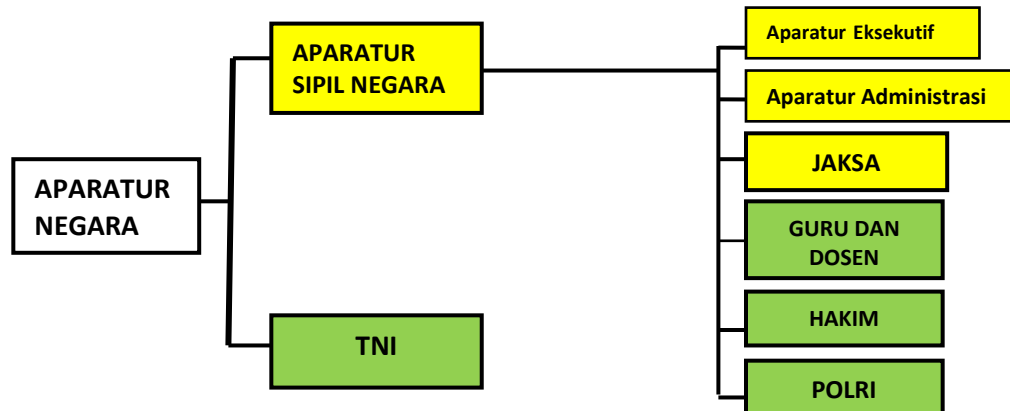 APARATUR
NEGARA
APARATUR
SIPIL NEGARA
TNI
Aparatur Eksekutif
Aparatur Administrasi
JAKSA
GURU DAN
DOSEN
HAKIM
POLRI